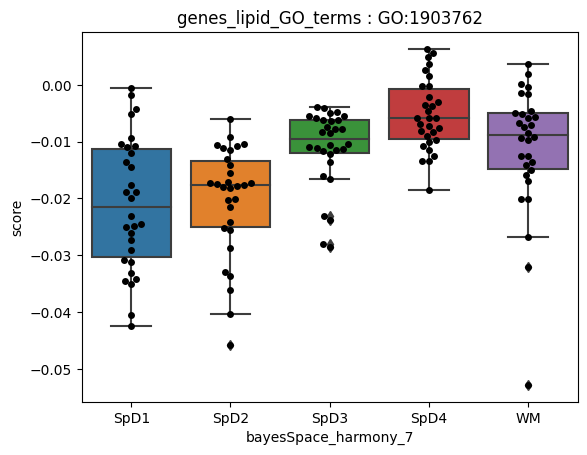 genes_lipid_GO_terms : GO:1903762
score
0.00
−0.01
−0.02
−0.03
−0.04
−0.05
SpD1 SpD2 SpD3 SpD4 WM
bayesSpace_harmony_7